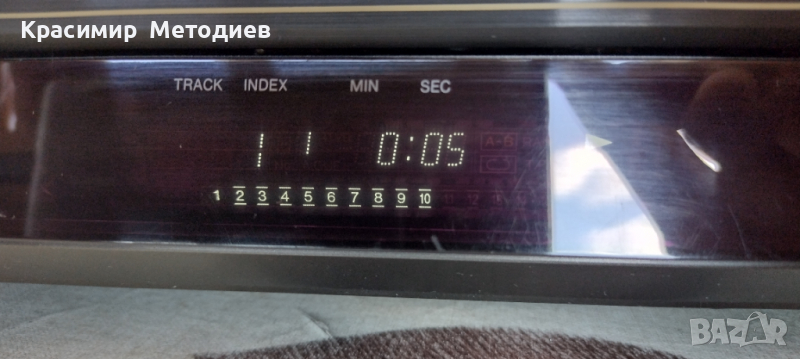 Красимир Методиев
TRACK INDEX MIN SEC
1 1 0:05
A-B
1 2 3 4 5 6 7 8 9 10
BAZAR